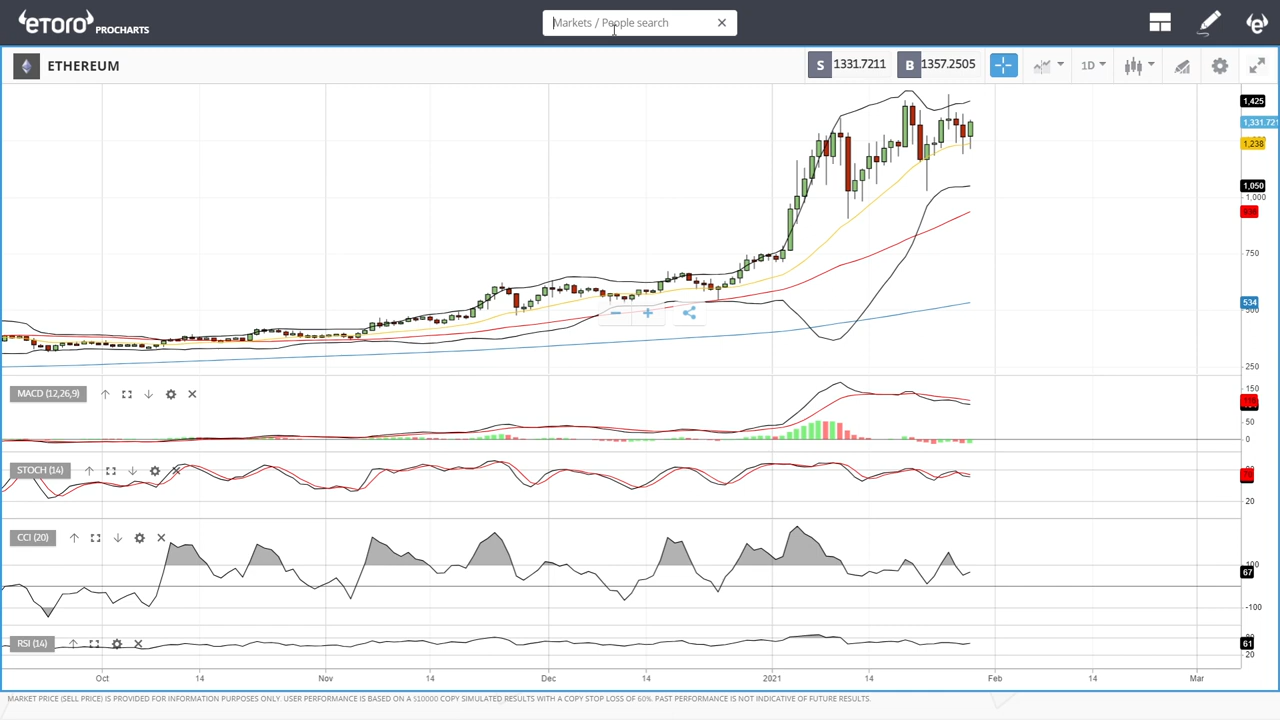 eToro PROCHARTS
Markets / People search
ETHEREUM
S 1331.7211 B 1357.2505 1D
1,425
1,331.721
1,238
1,050
1,000
750
534
500
250
MACD (12,26,9)
150
50
0
STOCH (14)
20
CCI (20)
100
67
-100
RSI (14)
61
20
Oct 14 Nov 14 Dec 14 2021 14 Feb 14 Mar
MARKET PRICE (SELL PRICE) IS PROVIDED FOR INFORMATION PURPOSES ONLY. USER PERFORMANCE IS BASED ON A $10000 COPY SIMULATED RESULTS WITH A COPY STOP LOSS OF 60%. PAST PERFORMANCE IS NOT INDICATIVE OF FUTURE RESULTS.